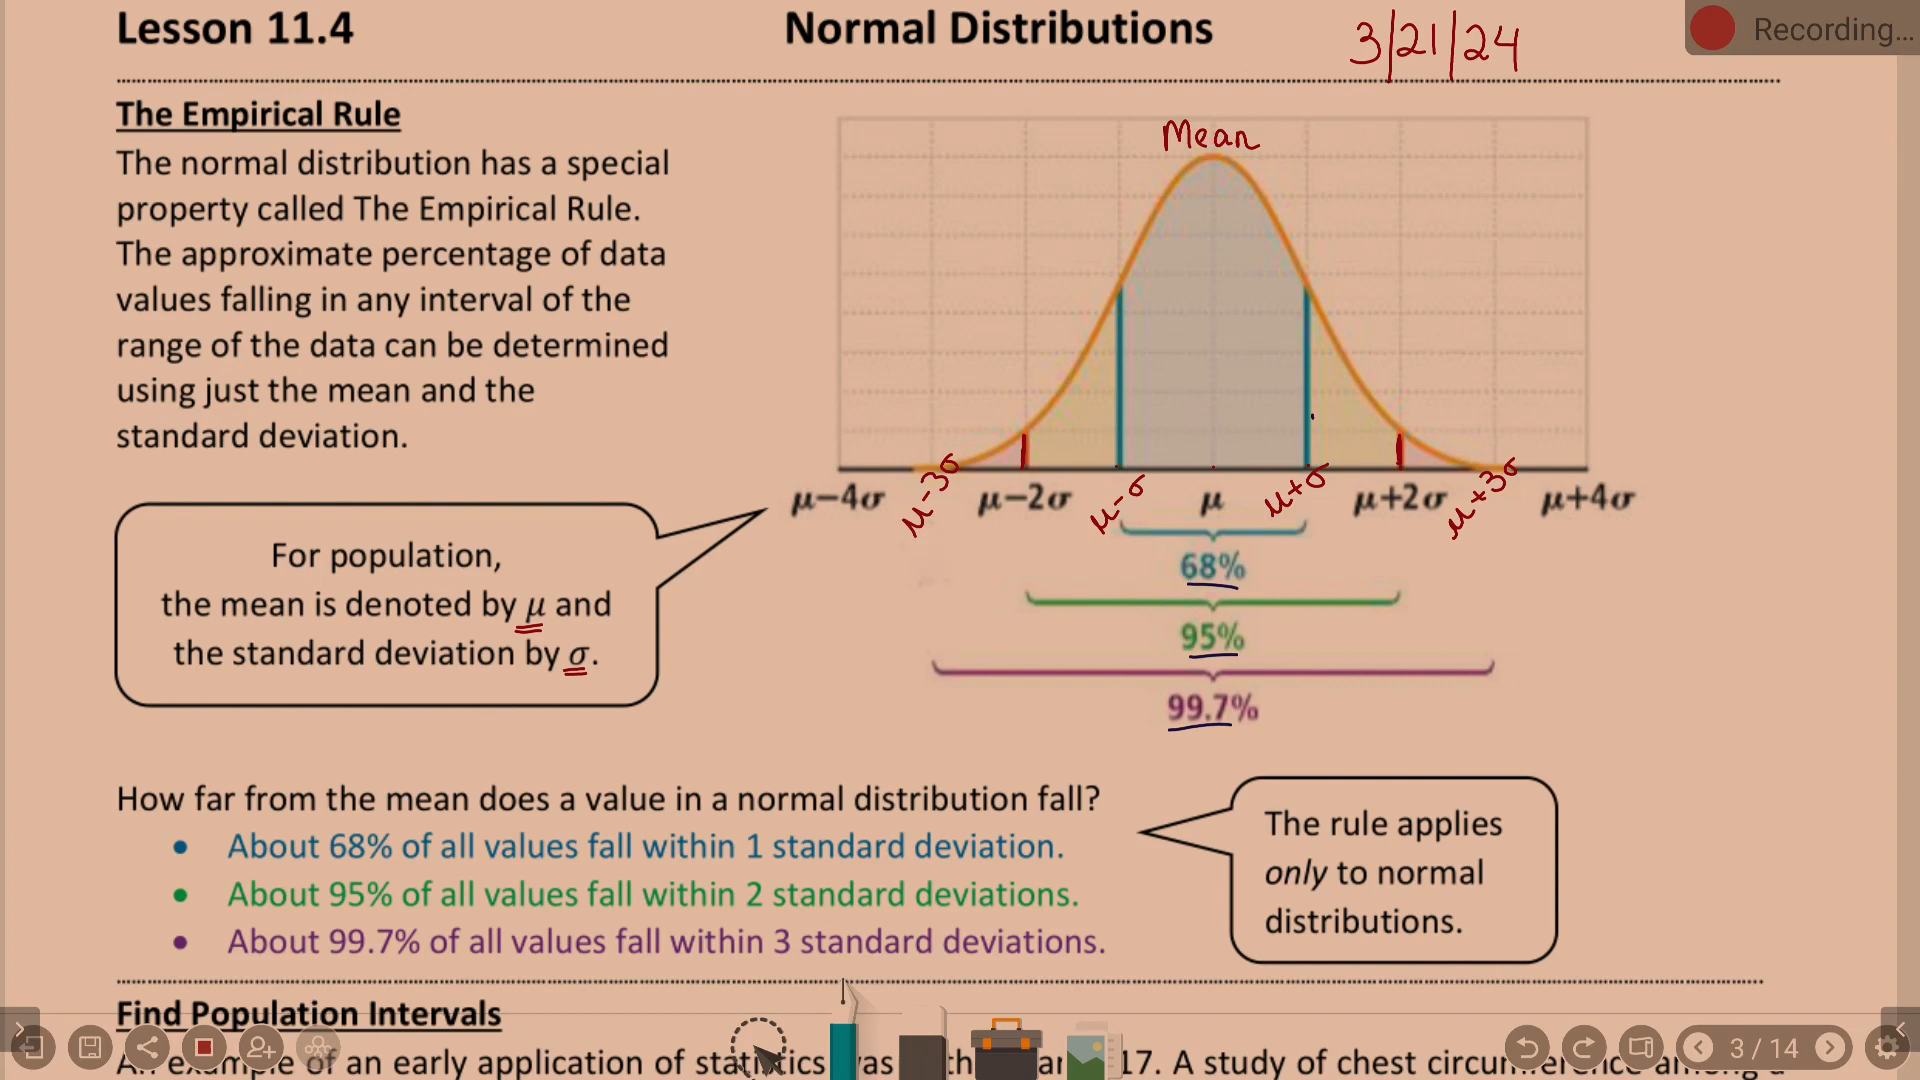 Lesson 11.4
Normal Distributions
3/21/24
Recording...
The Empirical Rule
The normal distribution has a special
property called The Empirical Rule.
The approximate percentage of data
values falling in any interval of the
range of the data can be determined
using just the mean and the
standard deviation.
Mean
μ−4σ μ-3σ μ−2σ μ-σ μ μ+σ μ+2σ μ+3σ μ+4σ
68%
95%
99.7%
For population,
the mean is denoted by μ and
the standard deviation by σ.
How far from the mean does a value in a normal distribution fall?
• About 68% of all values fall within 1 standard deviation.
• About 95% of all values fall within 2 standard deviations.
• About 99.7% of all values fall within 3 standard deviations.
The rule applies
only to normal
distributions.
Find Population Intervals
An example of an early application of statistics was 17. A study of chest circumference among a
3 / 14